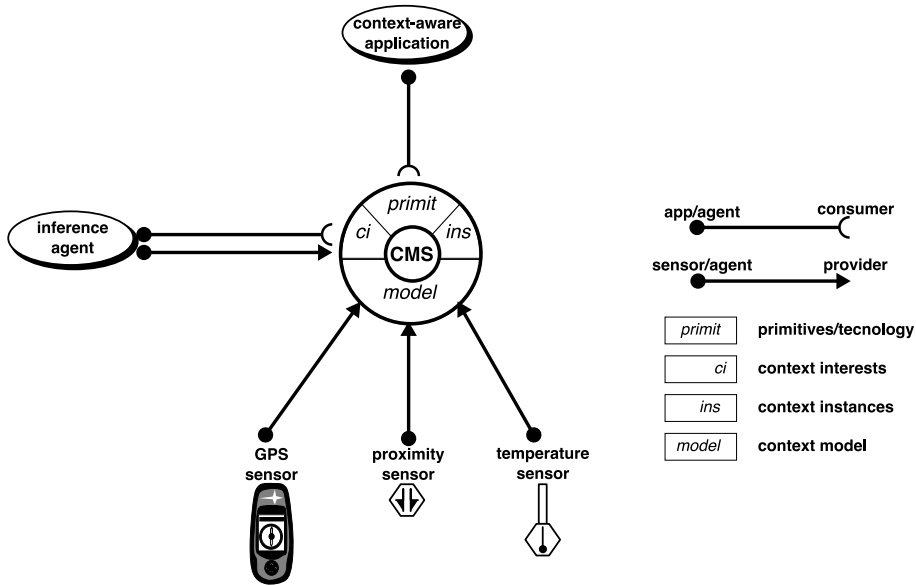 context-aware
application
inference
agent
primit
ci
ins
CMS
model
GPS
sensor
proximity
sensor
temperature
sensor
app/agent
consumer
sensor/agent
provider
primit
primitives/tecnology
ci
context interests
ins
context instances
model
context model